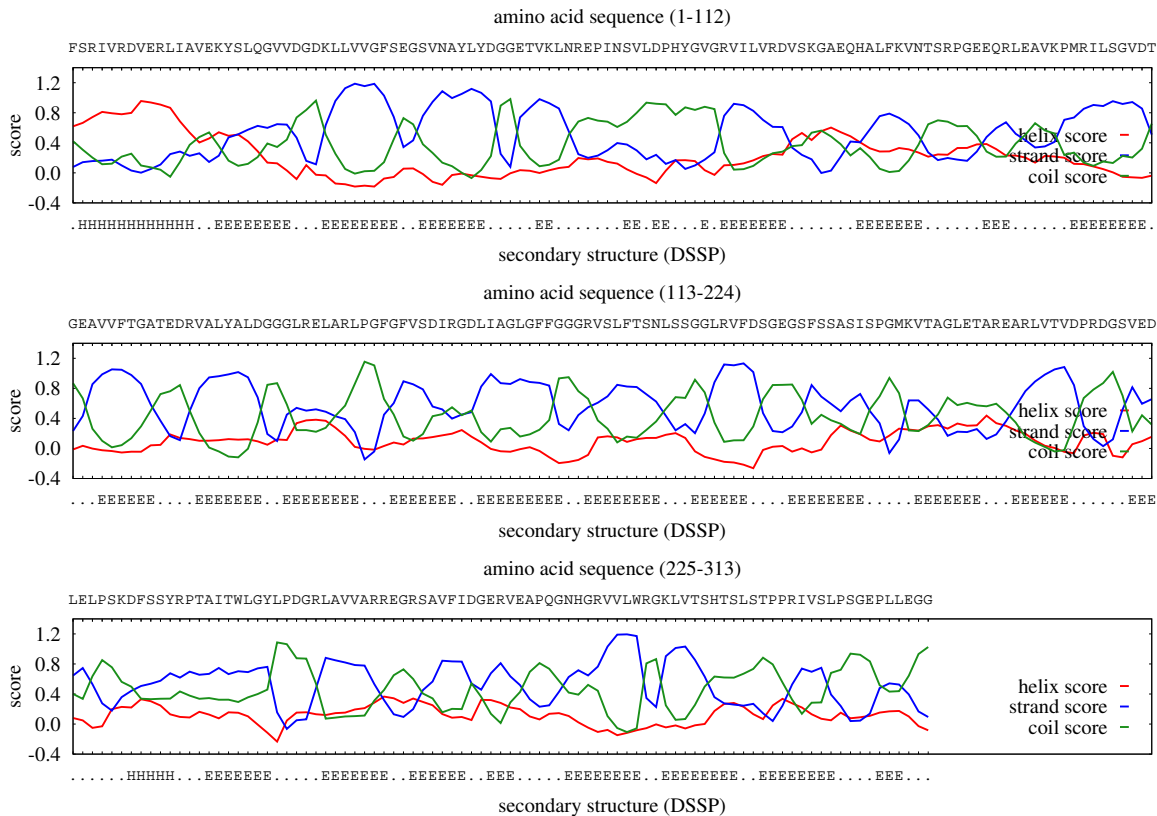 amino acid sequence (1-112)
FSRIVRDVERLIAVEKYSLQGVVDGDKLLVVGFSEGSVNAYLYDGGETVKLNREPINSVLDPHYGVGRVILVRDVSKGAEQHALFKVNTSRPGEEQRLEAVKPMRILSGVDT
1.2
0.8
0.4
0.0
-0.4
score
helix score
strand score
coil score
.HHHHHHHHHHHH..EEEEEEEE...EEEEEEEE..EEEEEEE.....EE.......EE.EE...E.EEEEEEE.......EEEEEEE......EEE......EEEEEEEE.
secondary structure (DSSP)
amino acid sequence (113-224)
GEAVVFTGATEDRVALYALDGGGLRELARLPGFGFVSDIRGDLIAGLGFFGGGRVSLFTSNLSSGGLRVFDSGEGSFSSASISPGMKVTAGLETAREARLVTVDPRDGSVED
1.2
0.8
0.4
0.0
-0.4
score
helix score
strand score
coil score
...EEEEEE....EEEEEEE..EEEEEEEE...EEEEEEE..EEEEEEEEE..EEEEEEEE...EEEEEE....EEEEEEEE.....EEEEEEE...EEEEEE......EEE
secondary structure (DSSP)
amino acid sequence (225-313)
LELPSKDFSSYRPTAITWLGYLPDGRLAVVARREGRSAVFIDGERVEAPQGNHGRVVLWRGKLVTSHTSLSTPPRIVSLPSGEPLLEGG
1.2
0.8
0.4
0.0
-0.4
score
helix score
strand score
coil score
......HHHHH...EEEEEEE.....EEEEEEE..EEEEEE..EEE.....EEEEEEEE..EEEEEEE...EEEEEEEE....EEE...
secondary structure (DSSP)